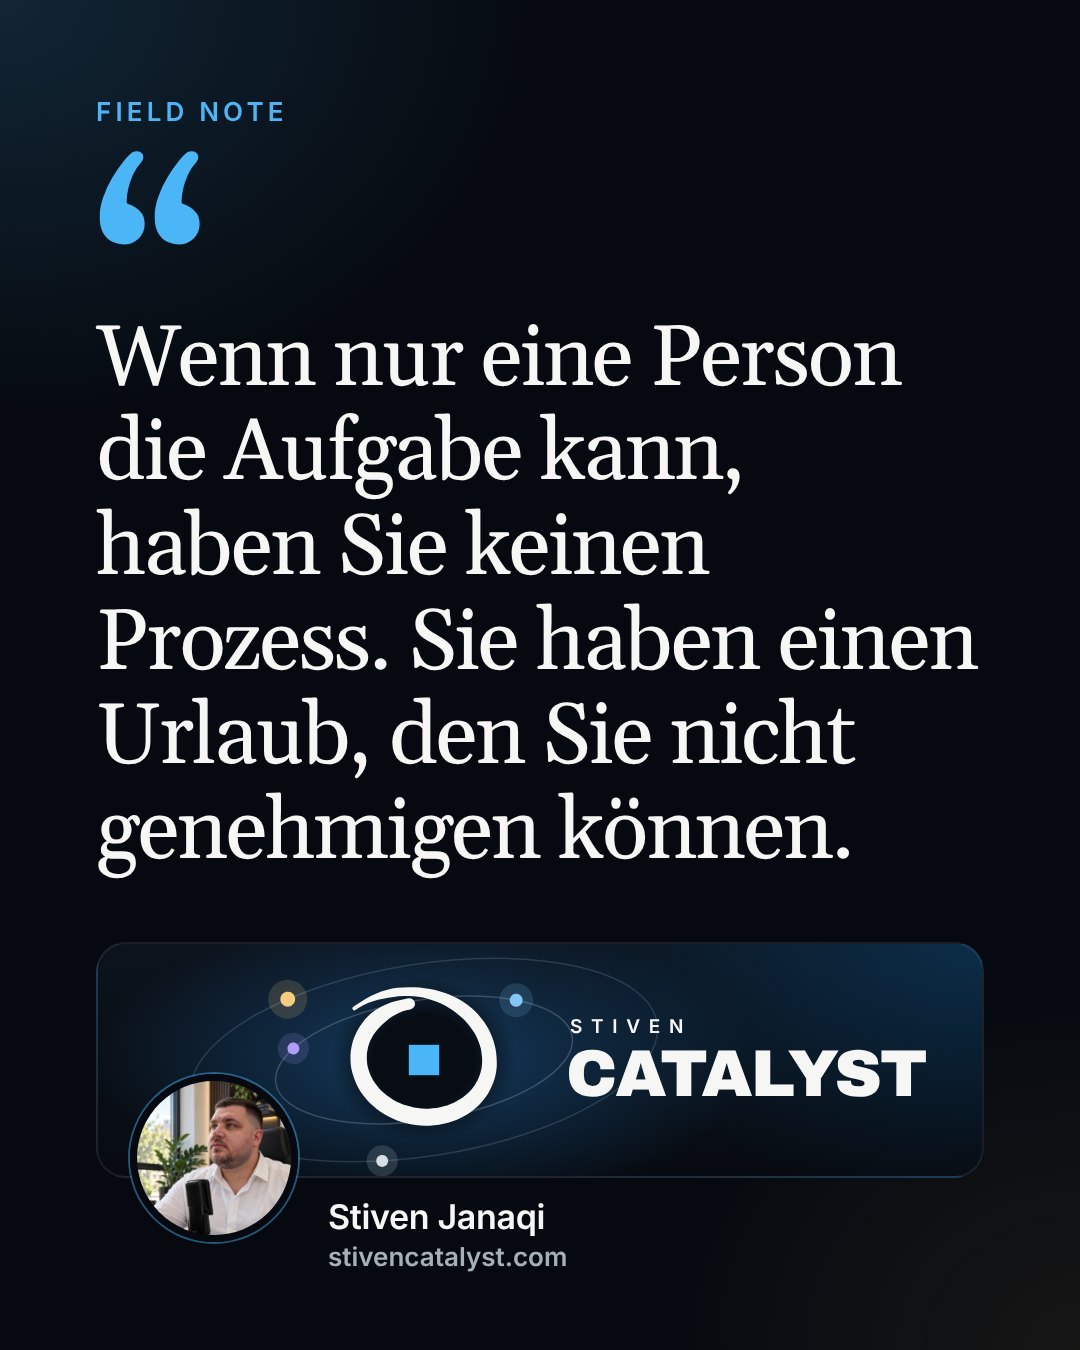 FIELD NOTE
“
Wenn nur eine Person
die Aufgabe kann,
haben Sie keinen
Prozess. Sie haben einen
Urlaub, den Sie nicht
genehmigen können.
STIVEN
CATALYST
Stiven Janaqi
stivencatalyst.com